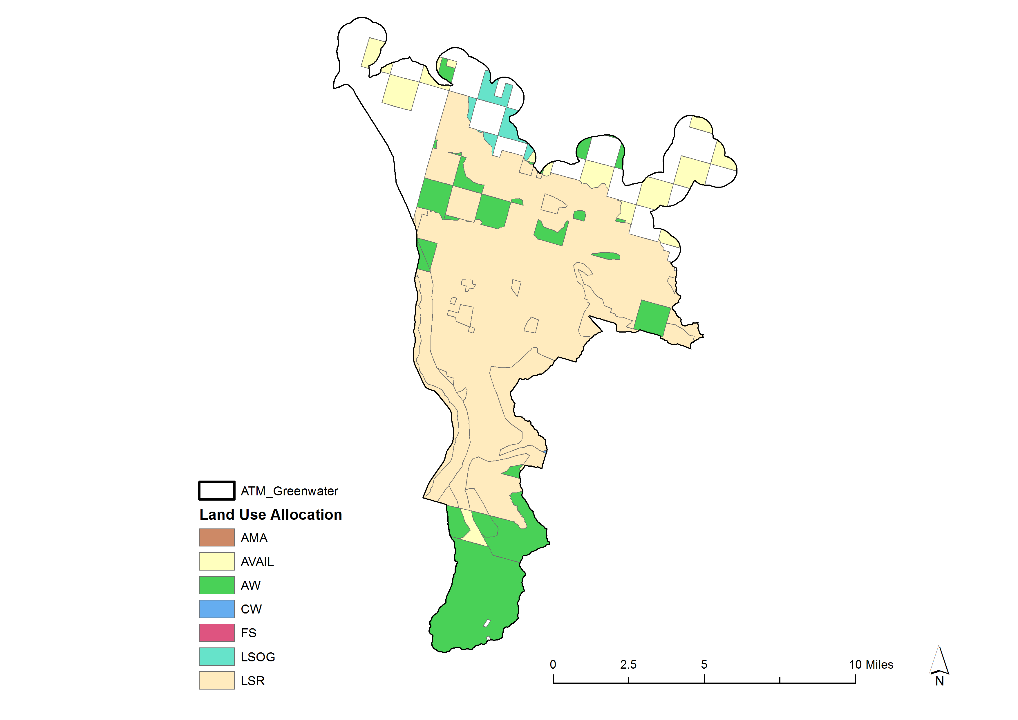 ATM_Greenwater
Land Use Allocation
AMA
AVAIL
AW
CW
FS
LSOG
LSR
0 2.5 5 10 Miles
N